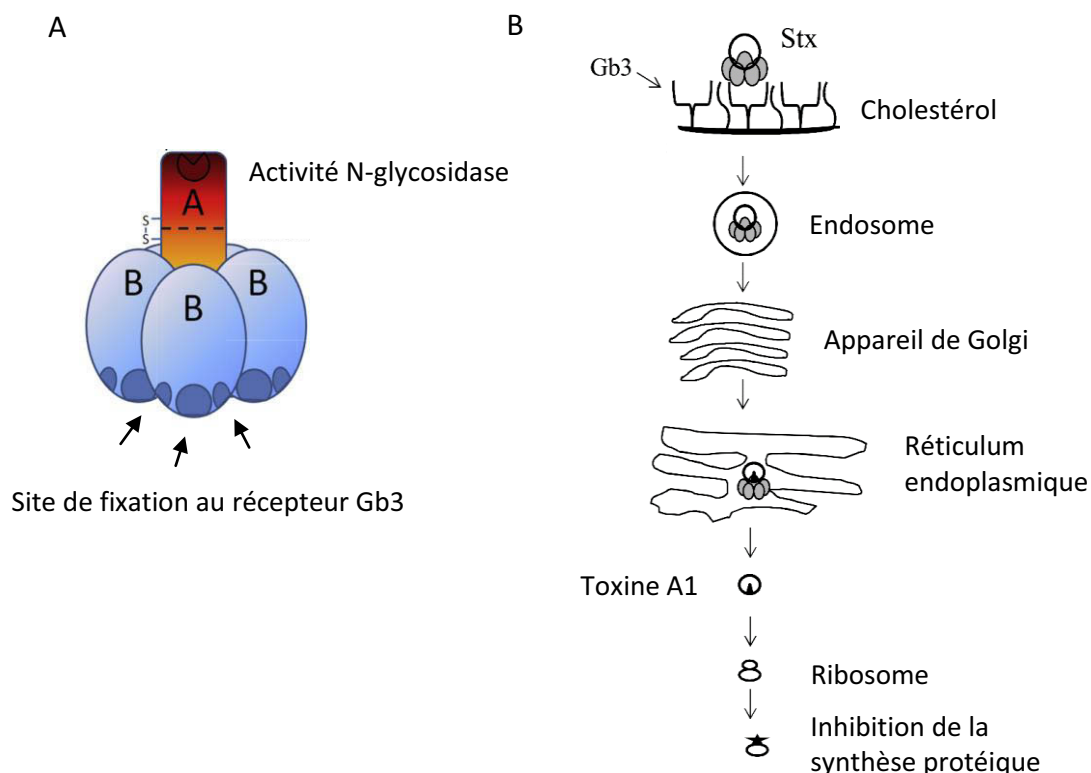 A
Activité N-glycosidase
A
S
S
B
B
B
Site de fixation au récepteur Gb3
B
Stx
Gb3
Cholestérol
Endosome
Appareil de Golgi
Réticulum
endoplasmique
Toxine A1
Ribosome
Inhibition de la
synthèse protéique